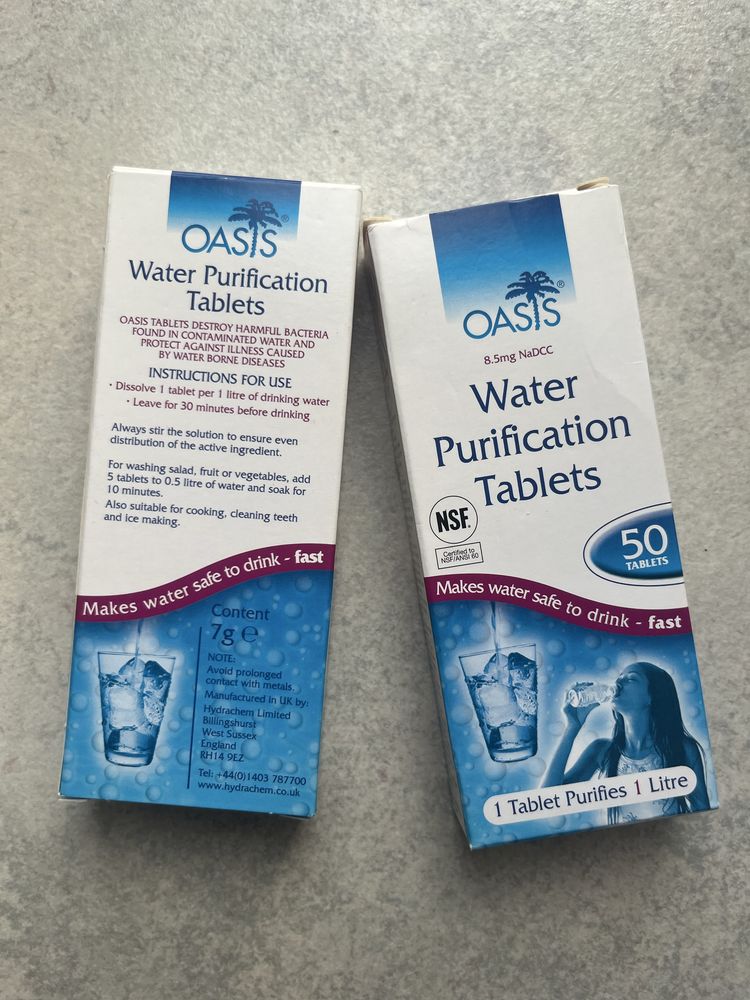 OASIS®
Water Purification
Tablets
OASIS TABLETS DESTROY HARMFUL BACTERIA
FOUND IN CONTAMINATED WATER AND
PROTECT AGAINST ILLNESS CAUSED
BY WATER BORNE DISEASES
INSTRUCTIONS FOR USE
· Dissolve 1 tablet per 1 litre of drinking water
· Leave for 30 minutes before drinking
Always stir the solution to ensure even
distribution of the active ingredient.
For washing salad, fruit or vegetables, add
5 tablets to 0.5 litre of water and soak for
10 minutes.
Also suitable for cooking, cleaning teeth
and ice making.
Makes water safe to drink - fast
Content
7g ℮
NOTE:
Avoid prolonged
contact with metals.
Manufactured in UK by:
Hydrachem Limited
Billingshurst
West Sussex
England
RH14 9EZ
Tel: +44(0)1403 787700
www.hydrachem.co.uk
OASIS®
8.5mg NaDCC
Water
Purification
Tablets
NSF.
Certified to
NSF/ANSI 60
50
TABLETS
Makes water safe to drink - fast
1 Tablet Purifies 1 Litre